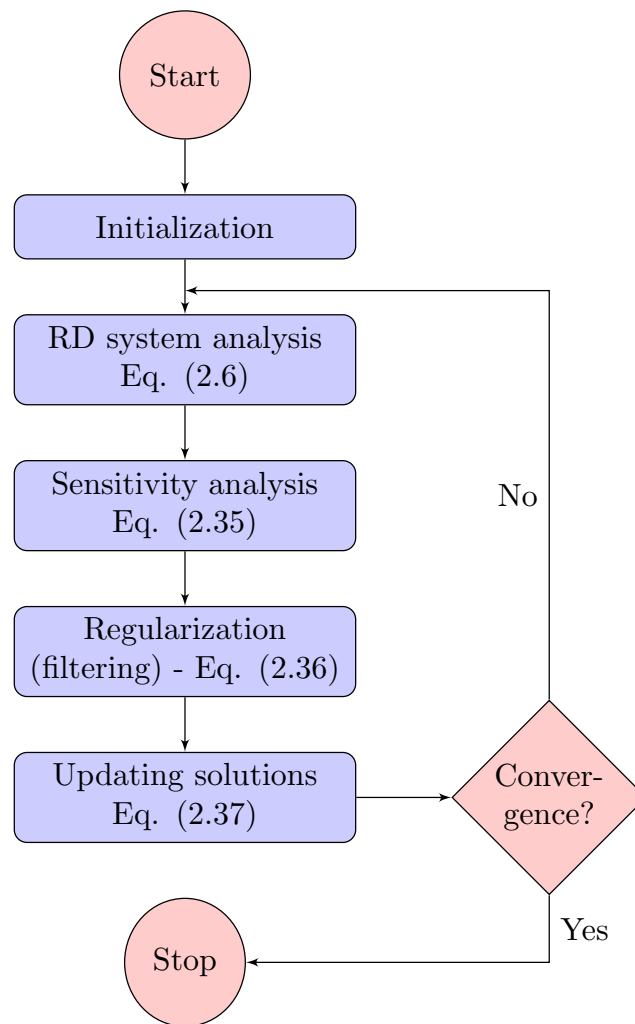 Start
Initialization
RD system analysis
Eq. (2.6)
Sensitivity analysis
Eq. (2.35)
No
Regularization
(filtering) - Eq. (2.36)
Updating solutions
Eq. (2.37)
Conver-
gence?
Yes
Stop